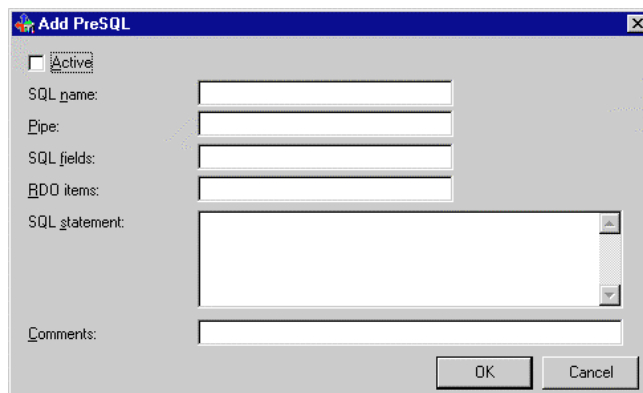 Add PreSQL
Active
SQL name:
Pipe:
SQL fields:
RDO items:
SQL statement:
Comments:
OK Cancel